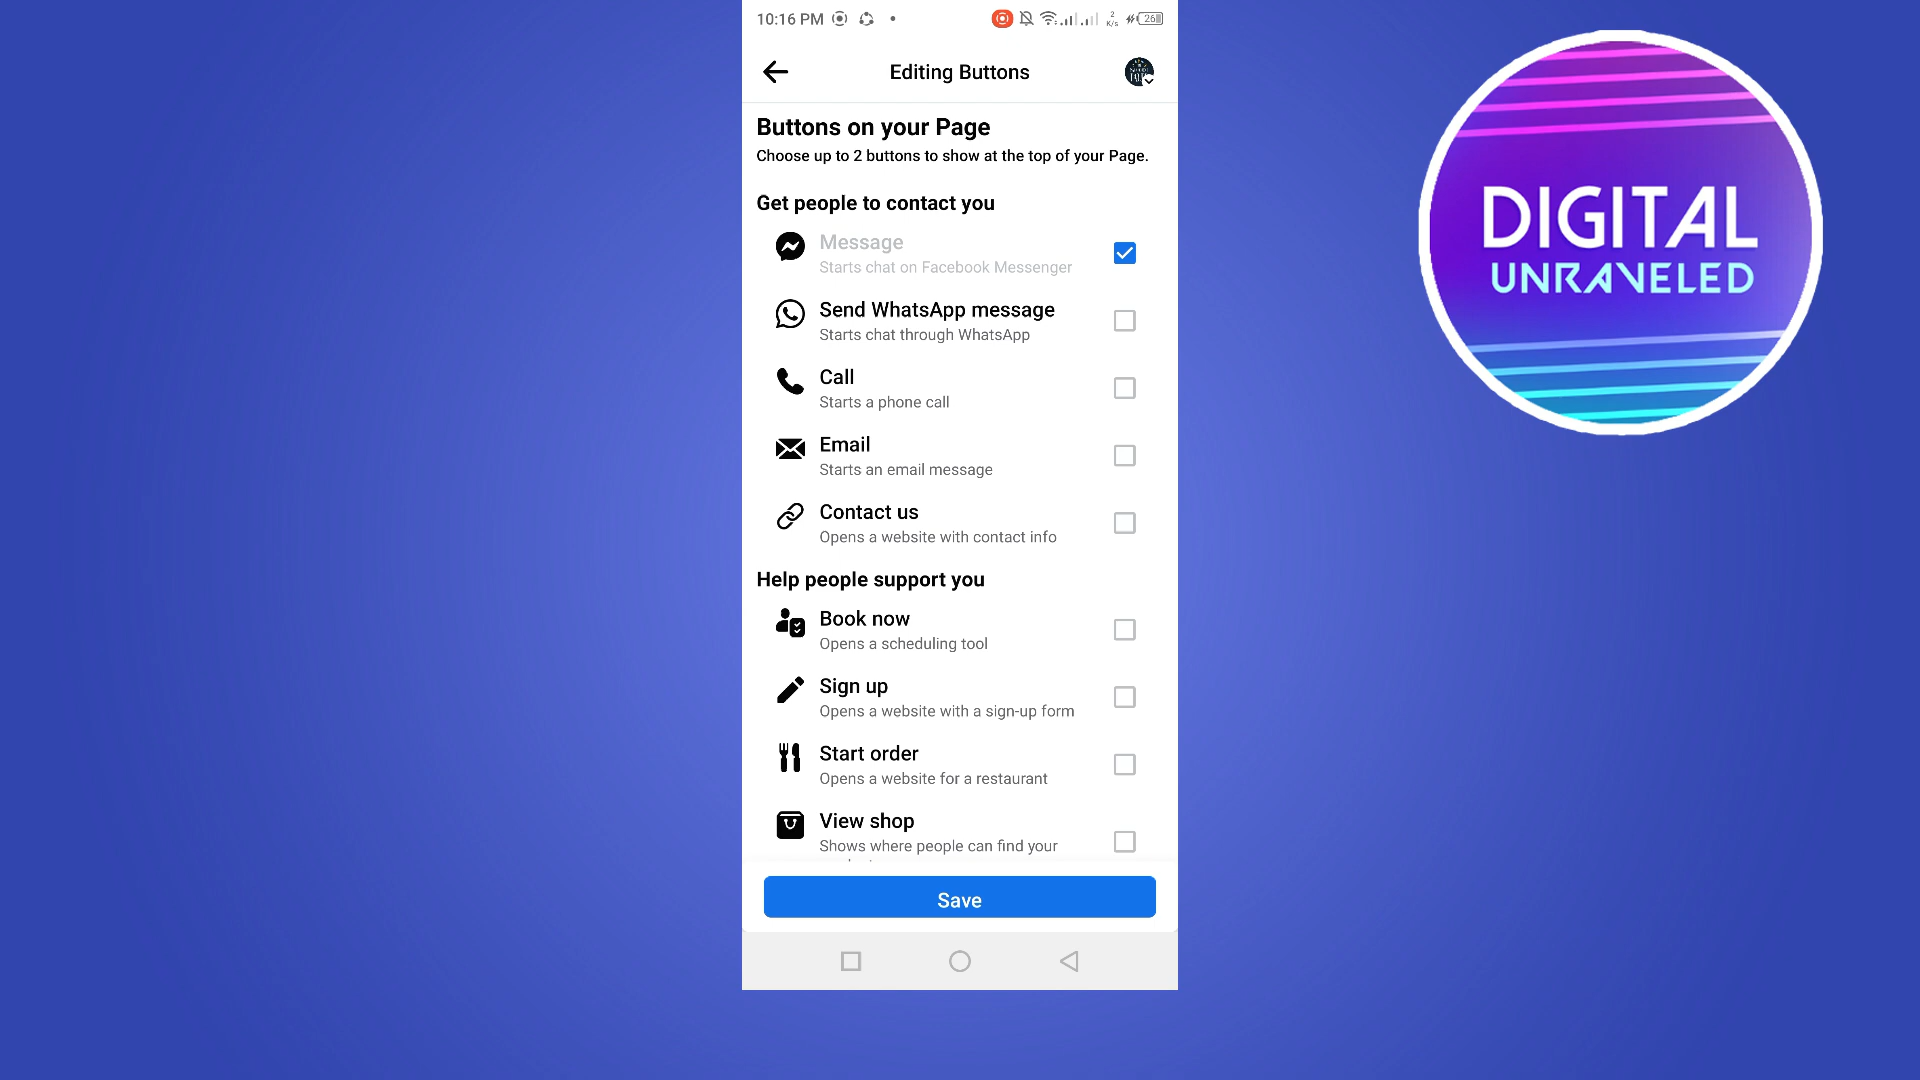 10:16 PM
2
K/s
26
Editing Buttons
Buttons on your Page
Choose up to 2 buttons to show at the top of your Page.
Get people to contact you
Message
Starts chat on Facebook Messenger
Send WhatsApp message
Starts chat through WhatsApp
Call
Starts a phone call
Email
Starts an email message
Contact us
Opens a website with contact info
Help people support you
Book now
Opens a scheduling tool
Sign up
Opens a website with a sign-up form
Start order
Opens a website for a restaurant
View shop
Shows where people can find your
Save
DIGITAL
UNRAVELED